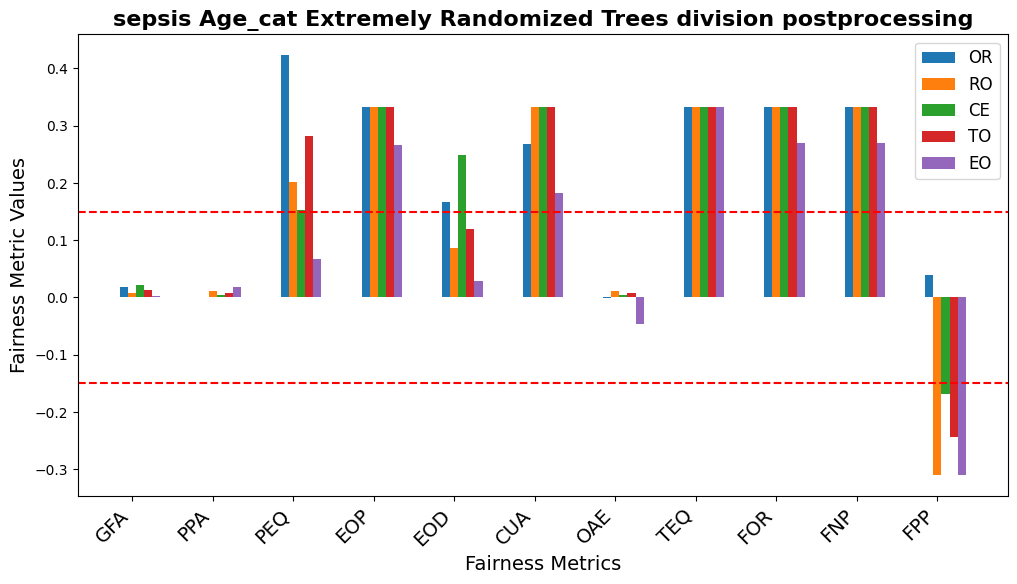 sepsis Age_cat Extremely Randomized Trees division postprocessing
Fairness Metric Values
0.4
0.3
0.2
0.1
0.0
−0.1
−0.2
−0.3
OR
RO
CE
TO
EO
GFA
PPA
PEQ
EOP
EOD
CUA
OAE
TEQ
FOR
FNP
FPP
Fairness Metrics